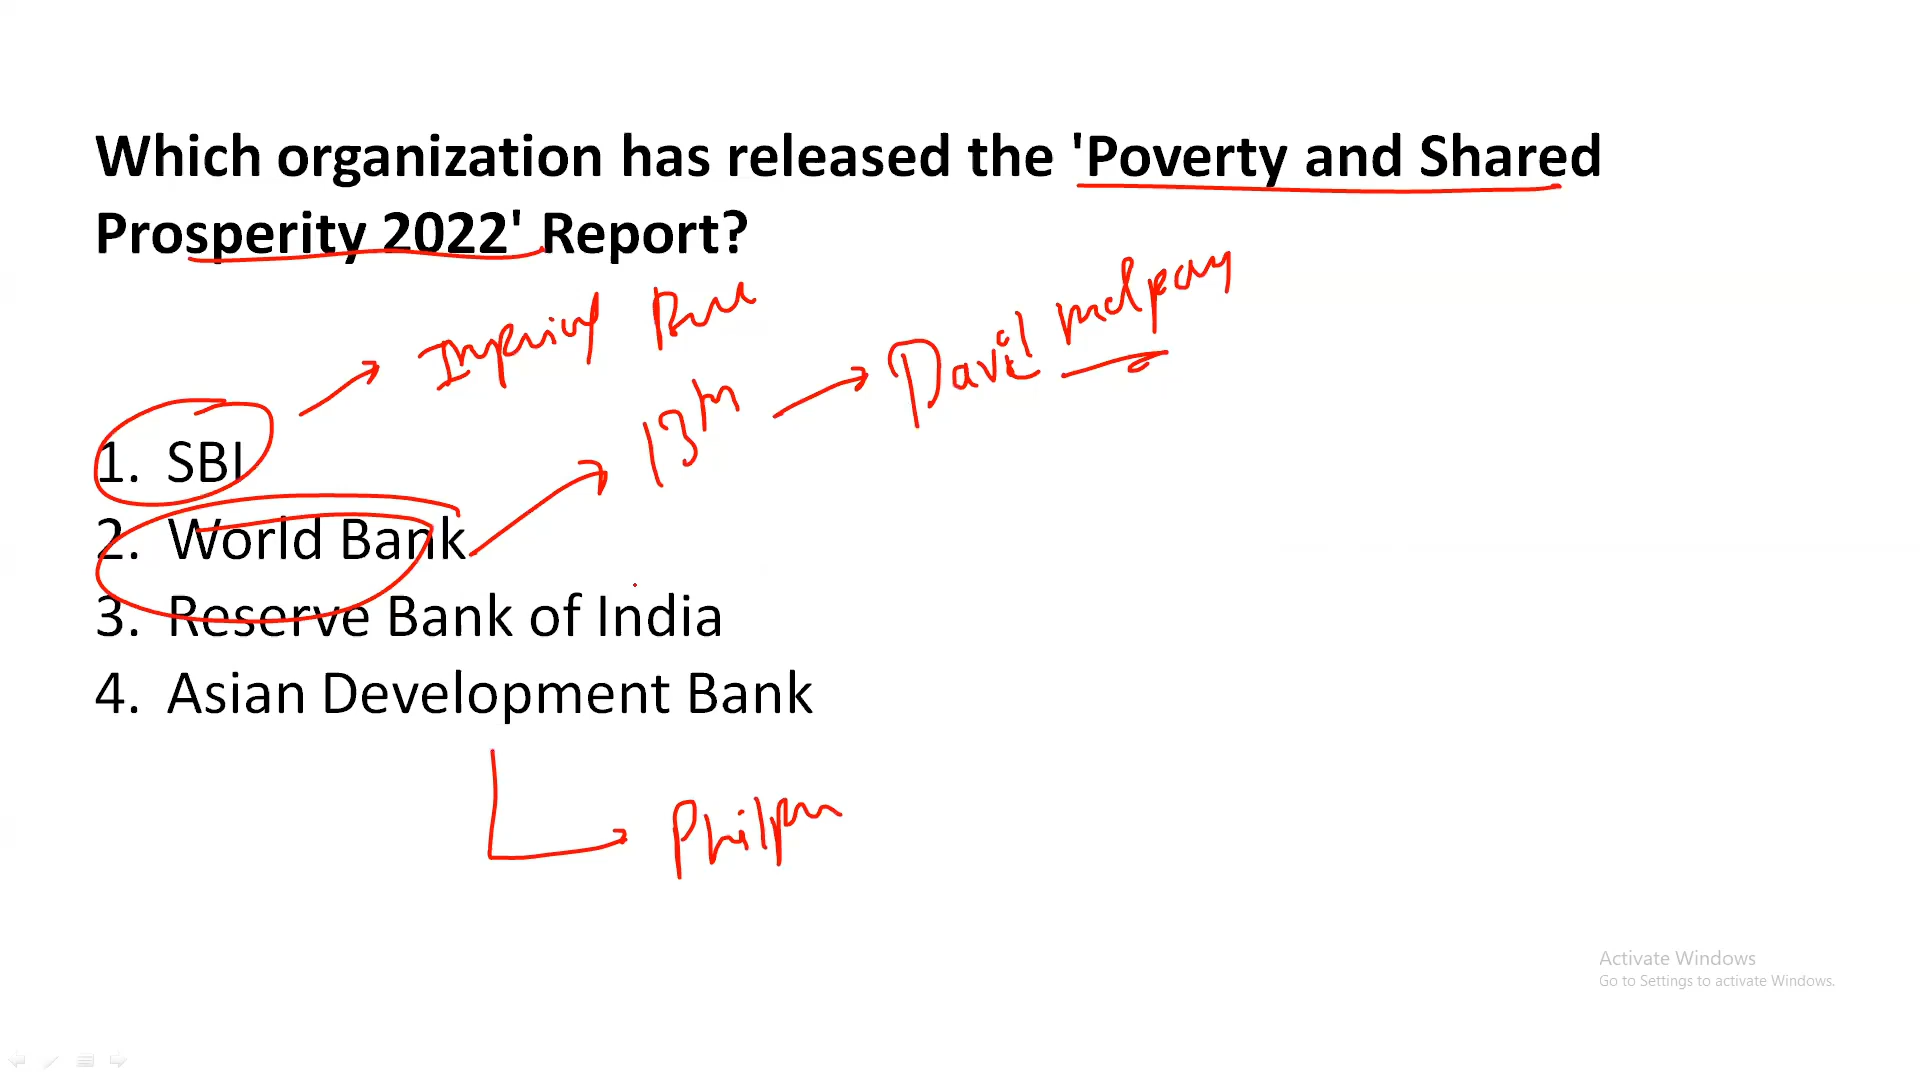 Which organization has released the 'Poverty and Shared
Prosperity 2022' Report?
13th
David
1. SBI
2. World Bank
3. Reserve Bank of India
4. Asian Development Bank
Activate Windows
Go to Settings to activate Windows.